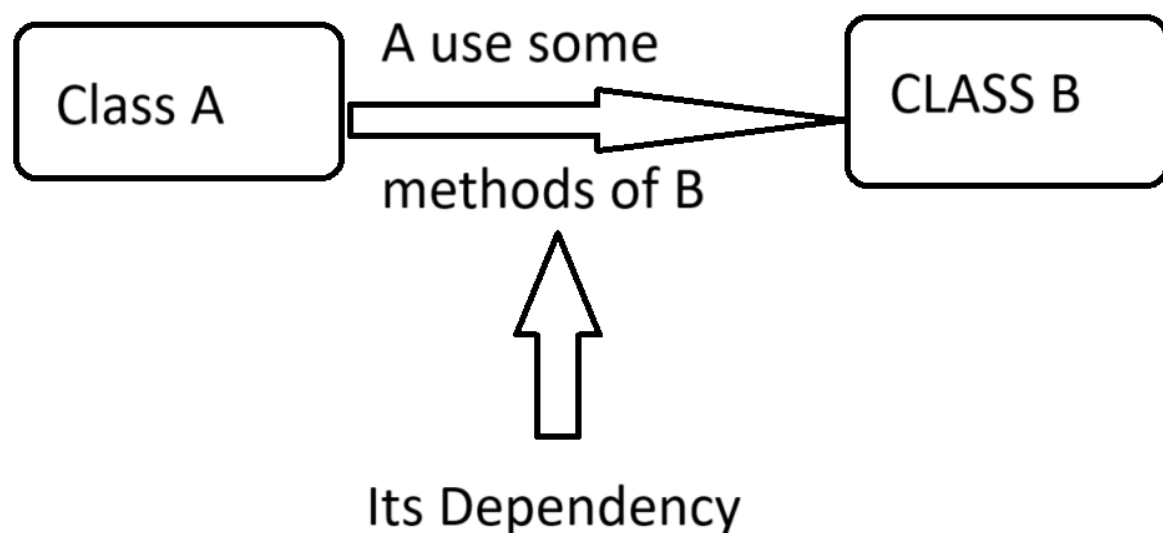 A use some
Class A
CLASS B
methods of B
Its Dependency